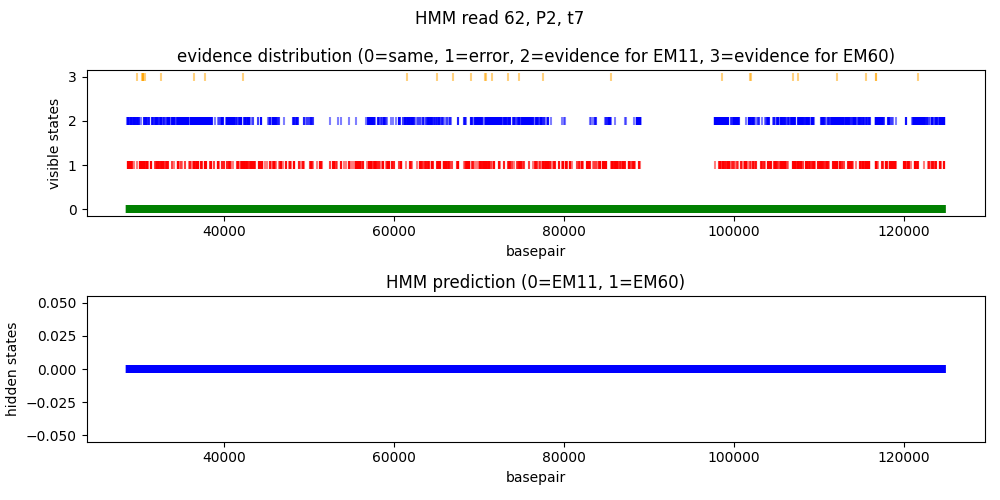 HMM read 62, P2, t7
evidence distribution (0=same, 1=error, 2=evidence for EM11, 3=evidence for EM60)
visible states
3
2
1
0
40000 60000 80000 100000 120000
basepair
HMM prediction (0=EM11, 1=EM60)
hidden states
0.050
0.025
0.000
−0.025
−0.050
40000 60000 80000 100000 120000
basepair